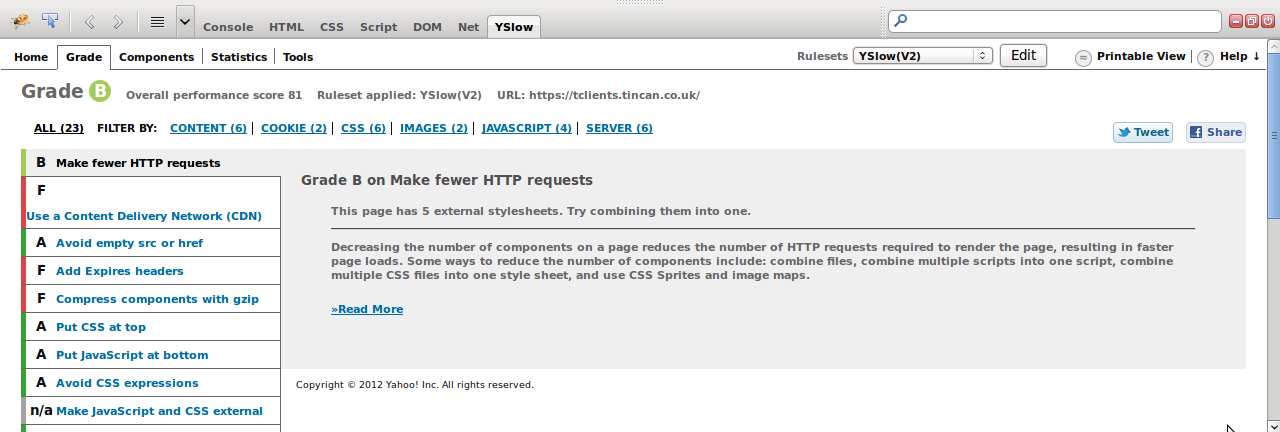 Console HTML CSS Script DOM Net YSlow
Home Grade Components Statistics Tools Rulesets YSlow(V2) Edit ≈ Printable View ? Help ↓
Grade B Overall performance score 81 Ruleset applied: YSlow(V2) URL: https://tclients.tincan.co.uk/
ALL (23) FILTER BY: CONTENT (6) COOKIE (2) CSS (6) IMAGES (2) JAVASCRIPT (4) SERVER (6) Tweet f Share
B Make fewer HTTP requests
F
Use a Content Delivery Network (CDN)
A Avoid empty src or href
F Add Expires headers
F Compress components with gzip
A Put CSS at top
A Put JavaScript at bottom
A Avoid CSS expressions
n/a Make JavaScript and CSS external
Grade B on Make fewer HTTP requests
This page has 5 external stylesheets. Try combining them into one.
Decreasing the number of components on a page reduces the number of HTTP requests required to render the page, resulting in faster
page loads. Some ways to reduce the number of components include: combine files, combine multiple scripts into one script, combine
multiple CSS files into one style sheet, and use CSS Sprites and image maps.
»Read More
Copyright © 2012 Yahoo! Inc. All rights reserved.